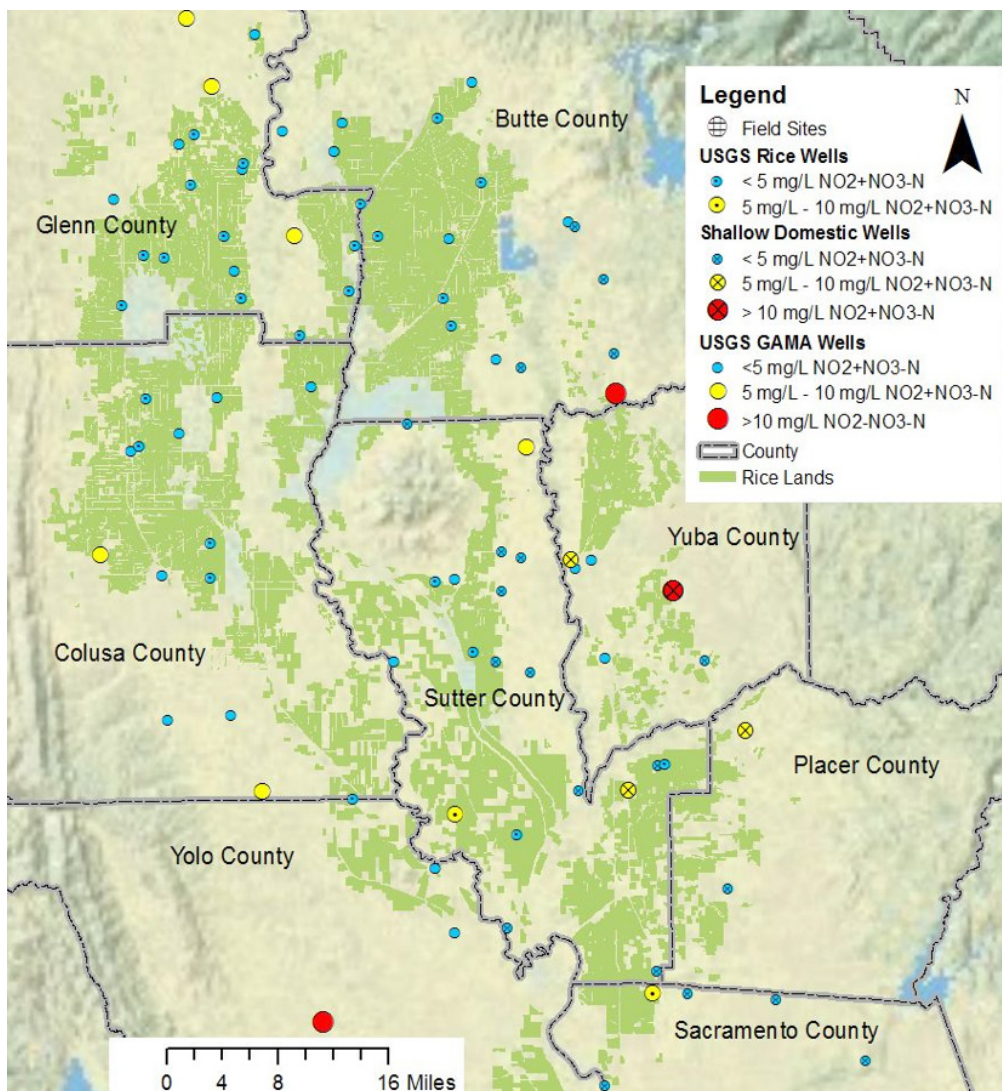 Butte County
Glenn County
Legend
N
Field Sites
USGS Rice Wells
< 5 mg/L NO2+NO3-N
5 mg/L - 10 mg/L NO2+NO3-N
Shallow Domestic Wells
< 5 mg/L NO2+NO3-N
5 mg/L - 10 mg/L NO2+NO3-N
> 10 mg/L NO2+NO3-N
USGS GAMA Wells
<5 mg/L NO2+NO3-N
5 mg/L - 10 mg/L NO2+NO3-N
>10 mg/L NO2-NO3-N
County
Rice Lands
Yuba County
Colusa County
Sutter County
Placer County
Yolo County
Sacramento County
0 4 8 16 Miles